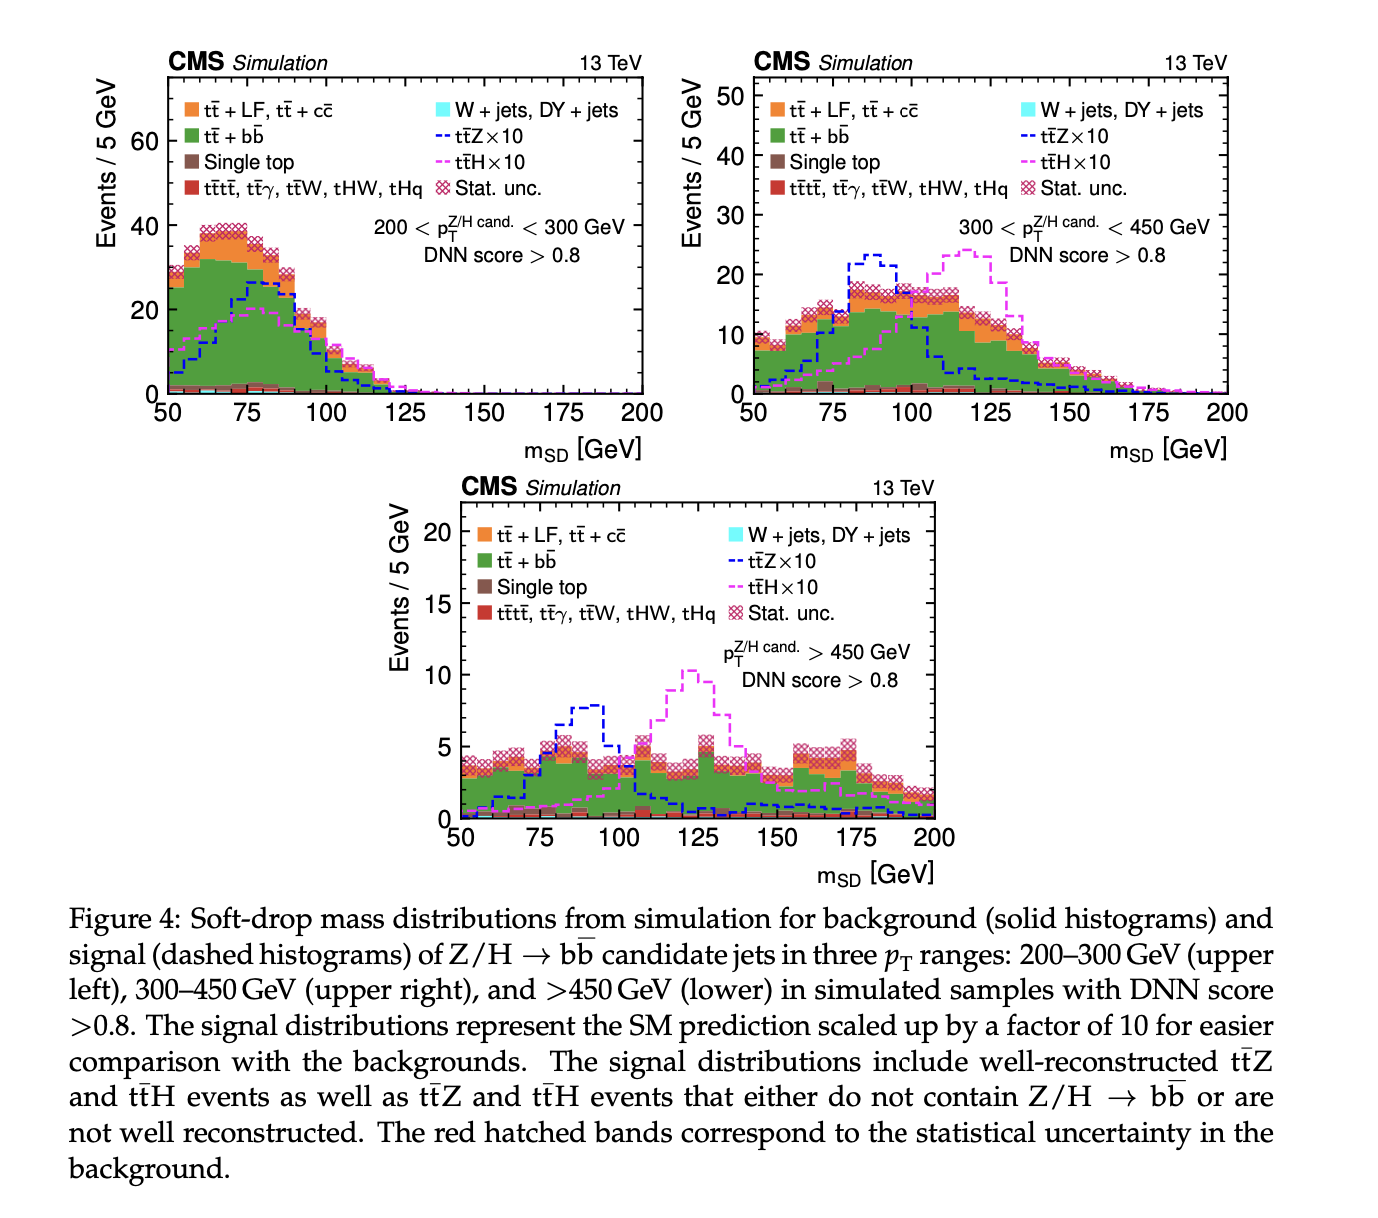 CMS Simulation 13 TeV
Events / 5 GeV
tt̄ + LF, tt̄ + cc̄
tt̄ + bb̄
Single top
tt̄tt̄, tt̄γ, tt̄W, tHW, tHq
W + jets, DY + jets
tt̄Z×10
tt̄H×10
Stat. unc.
200 < p_T^{Z/H cand.} < 300 GeV
DNN score > 0.8
60
40
20
0
50 75 100 125 150 175 200
m_SD [GeV]
CMS Simulation 13 TeV
Events / 5 GeV
tt̄ + LF, tt̄ + cc̄
tt̄ + bb̄
Single top
tt̄tt̄, tt̄γ, tt̄W, tHW, tHq
W + jets, DY + jets
tt̄Z×10
tt̄H×10
Stat. unc.
300 < p_T^{Z/H cand.} < 450 GeV
DNN score > 0.8
50
40
30
20
10
0
50 75 100 125 150 175 200
m_SD [GeV]
CMS Simulation 13 TeV
Events / 5 GeV
tt̄ + LF, tt̄ + cc̄
tt̄ + bb̄
Single top
tt̄tt̄, tt̄γ, tt̄W, tHW, tHq
W + jets, DY + jets
tt̄Z×10
tt̄H×10
Stat. unc.
p_T^{Z/H cand.} > 450 GeV
DNN score > 0.8
20
15
10
5
0
50 75 100 125 150 175 200
m_SD [GeV]
Figure 4: Soft-drop mass distributions from simulation for background (solid histograms) and
signal (dashed histograms) of Z/H → bb̄ candidate jets in three p_T ranges: 200–300 GeV (upper
left), 300–450 GeV (upper right), and >450 GeV (lower) in simulated samples with DNN score
>0.8. The signal distributions represent the SM prediction scaled up by a factor of 10 for easier
comparison with the backgrounds. The signal distributions include well-reconstructed tt̄Z
and tt̄H events as well as tt̄Z and tt̄H events that either do not contain Z/H → bb̄ or are
not well reconstructed. The red hatched bands correspond to the statistical uncertainty in the
background.